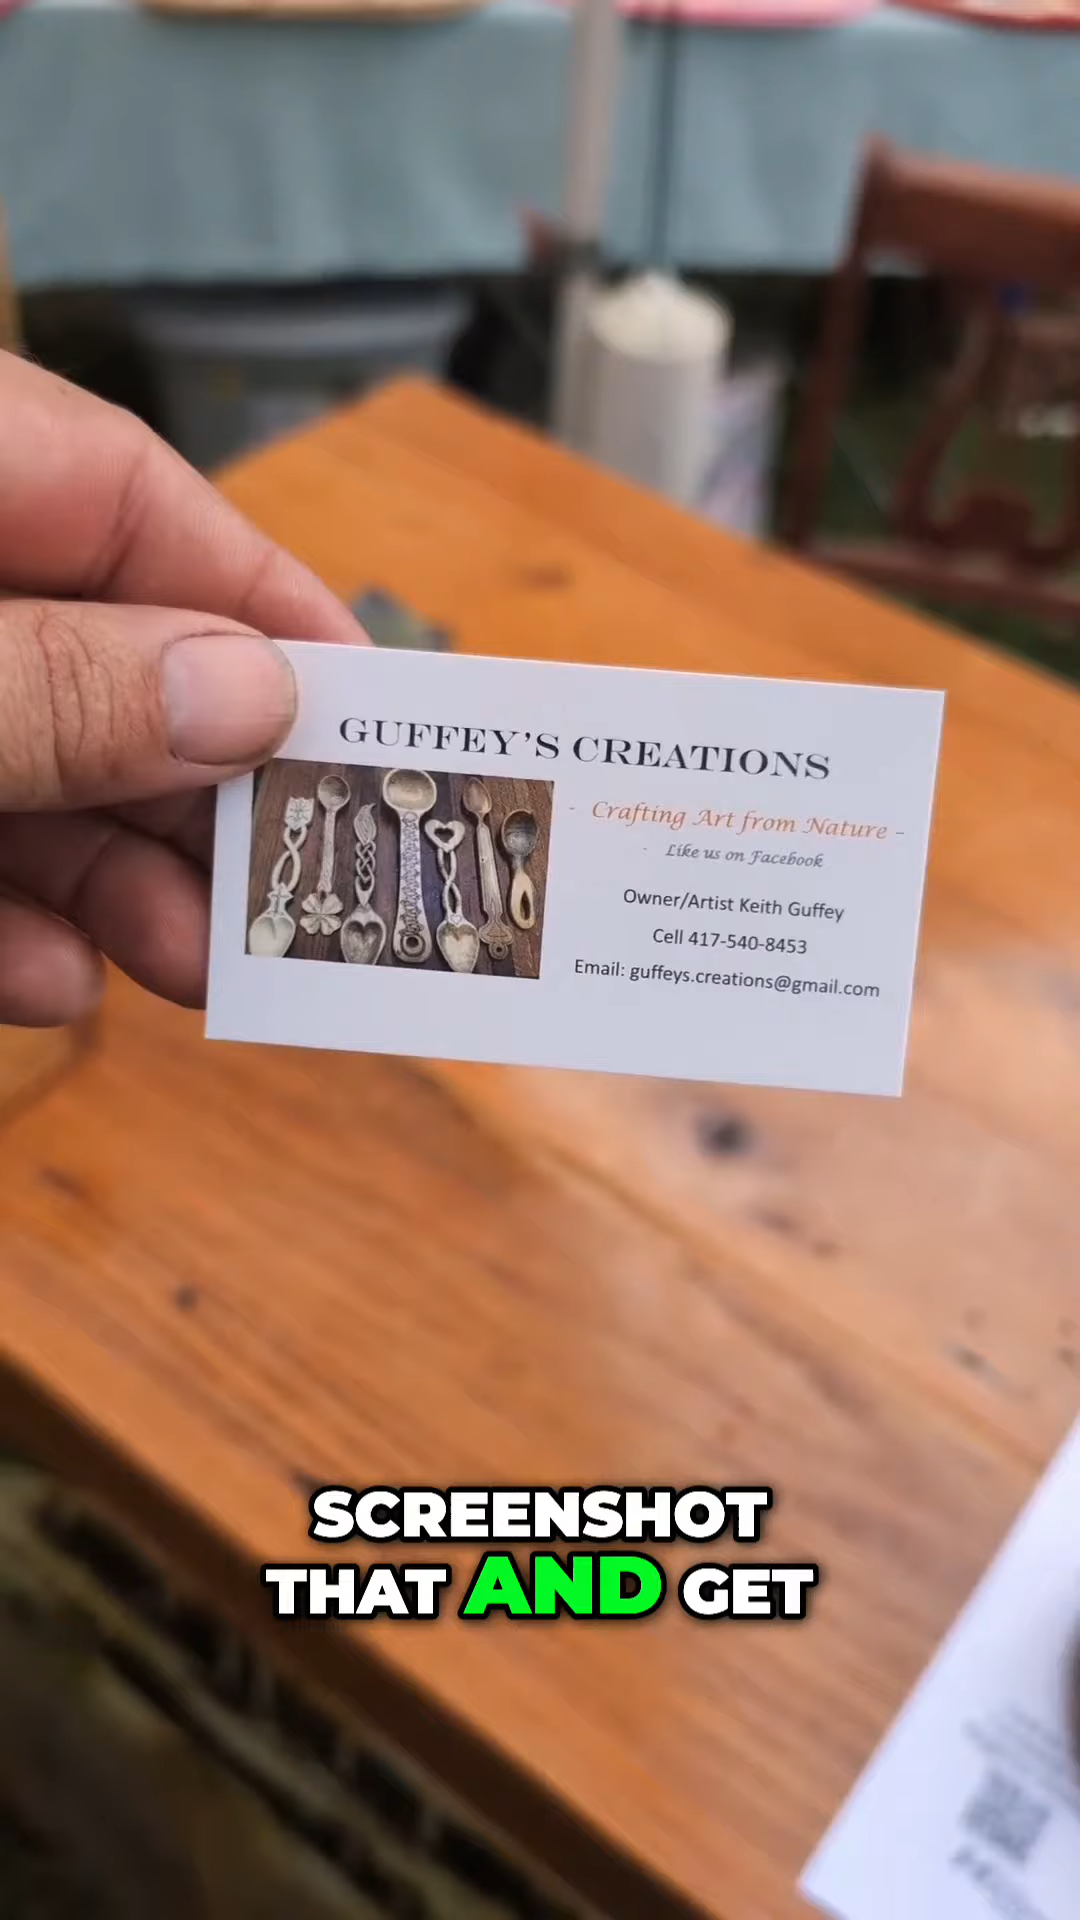 GUFFEY'S CREATIONS
- Crafting Art from Nature -
- Like us on Facebook
Owner/Artist Keith Guffey
Cell 417-540-8453
Email: guffeys.creations@gmail.com
SCREENSHOT
THAT AND GET